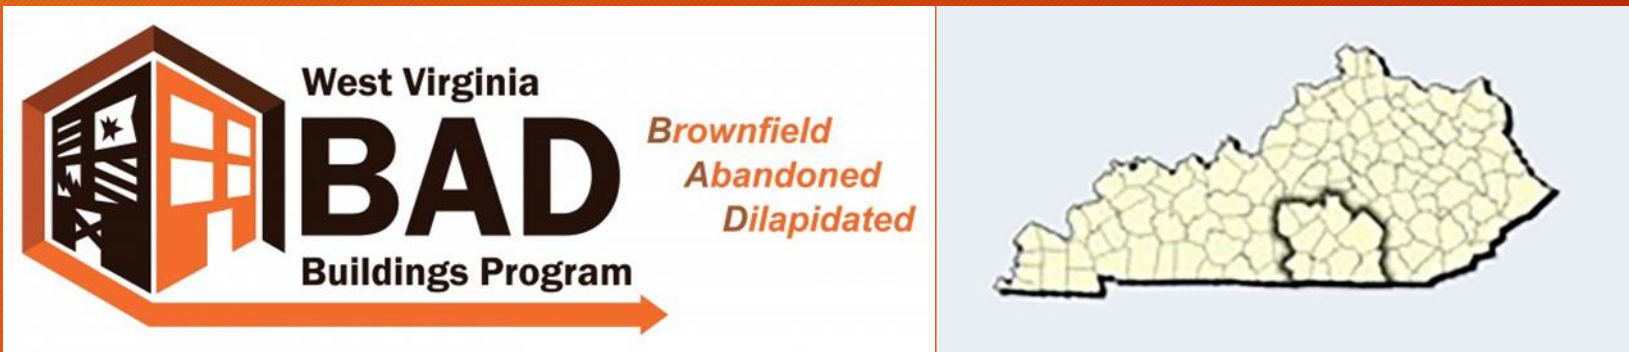 West Virginia
BAD
Buildings Program
Brownfield
Abandoned
Dilapidated